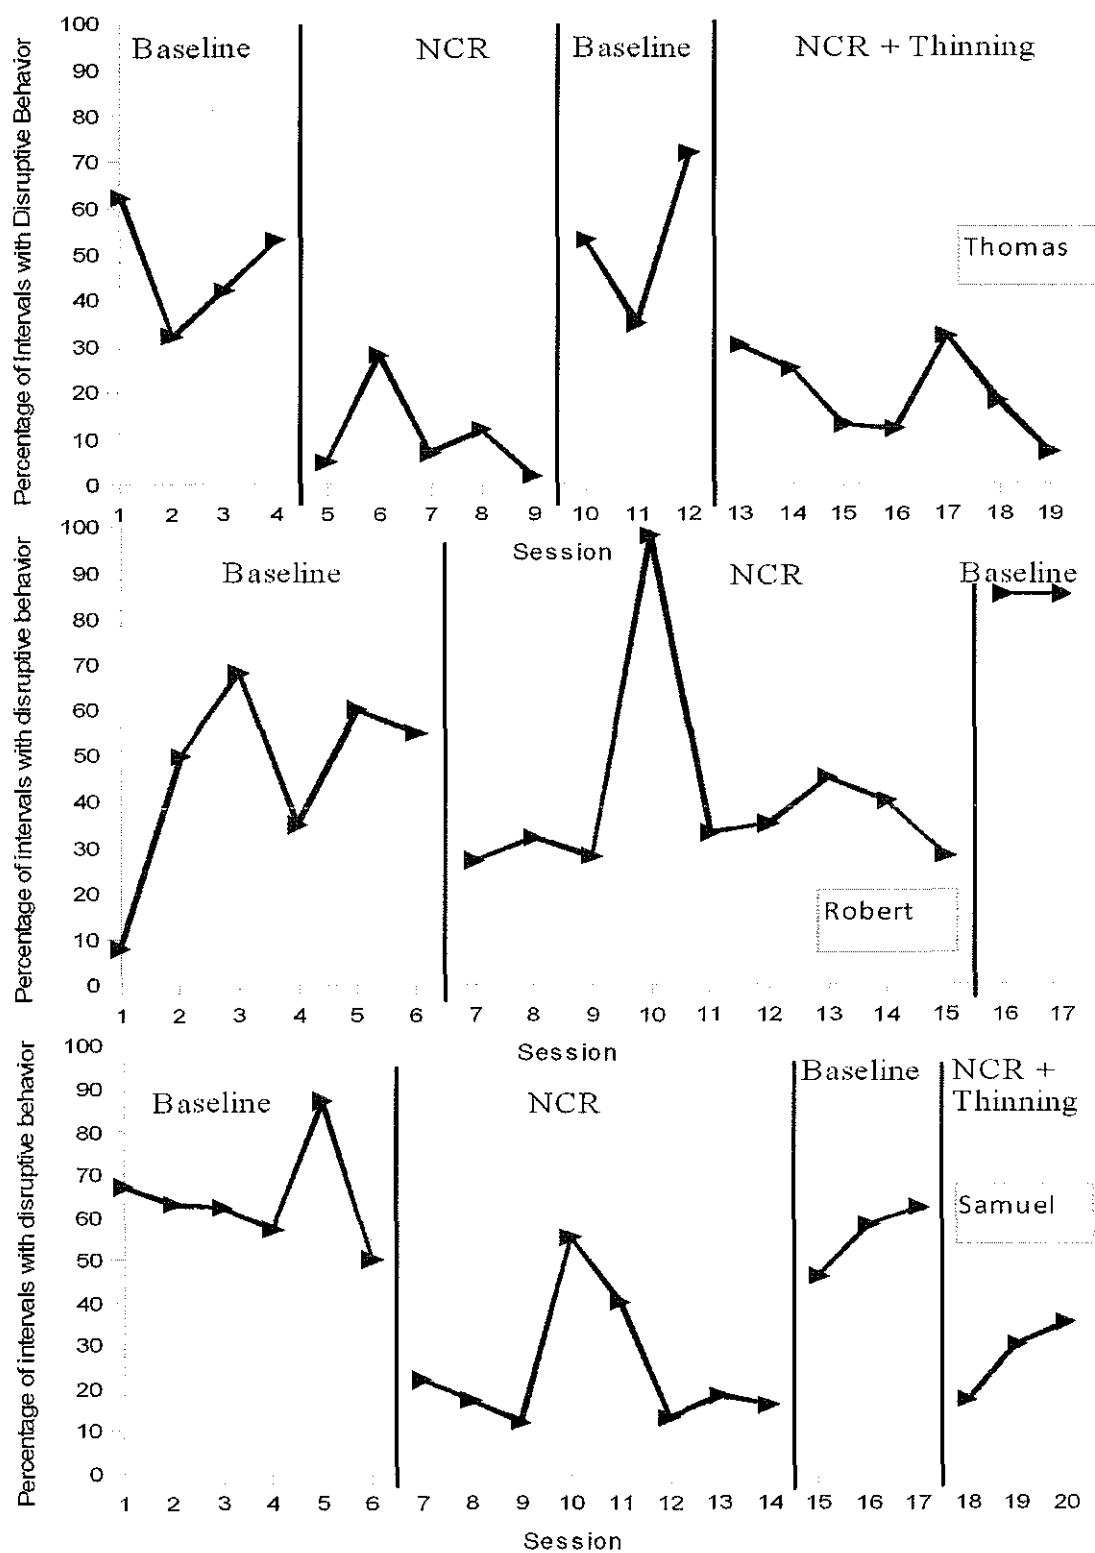 Percentage of Intervals with Disruptive Behavior
100
90
80
70
60
50
40
30
20
10
0
Baseline
NCR
Baseline
NCR + Thinning
Thomas
1 2 3 4 5 6 7 8 9 10 11 12 13 14 15 16 17 18 19
Session
Percentage of intervals with disruptive behavior
100
90
80
70
60
50
40
30
20
10
0
Baseline
NCR
Baseline
Robert
1 2 3 4 5 6 7 8 9 10 11 12 13 14 15 16 17
Session
Percentage of intervals with disruptive behavior
100
90
80
70
60
50
40
30
20
10
0
Baseline
NCR
Baseline
NCR +
Thinning
Samuel
1 2 3 4 5 6 7 8 9 10 11 12 13 14 15 16 17 18 19 20
Session